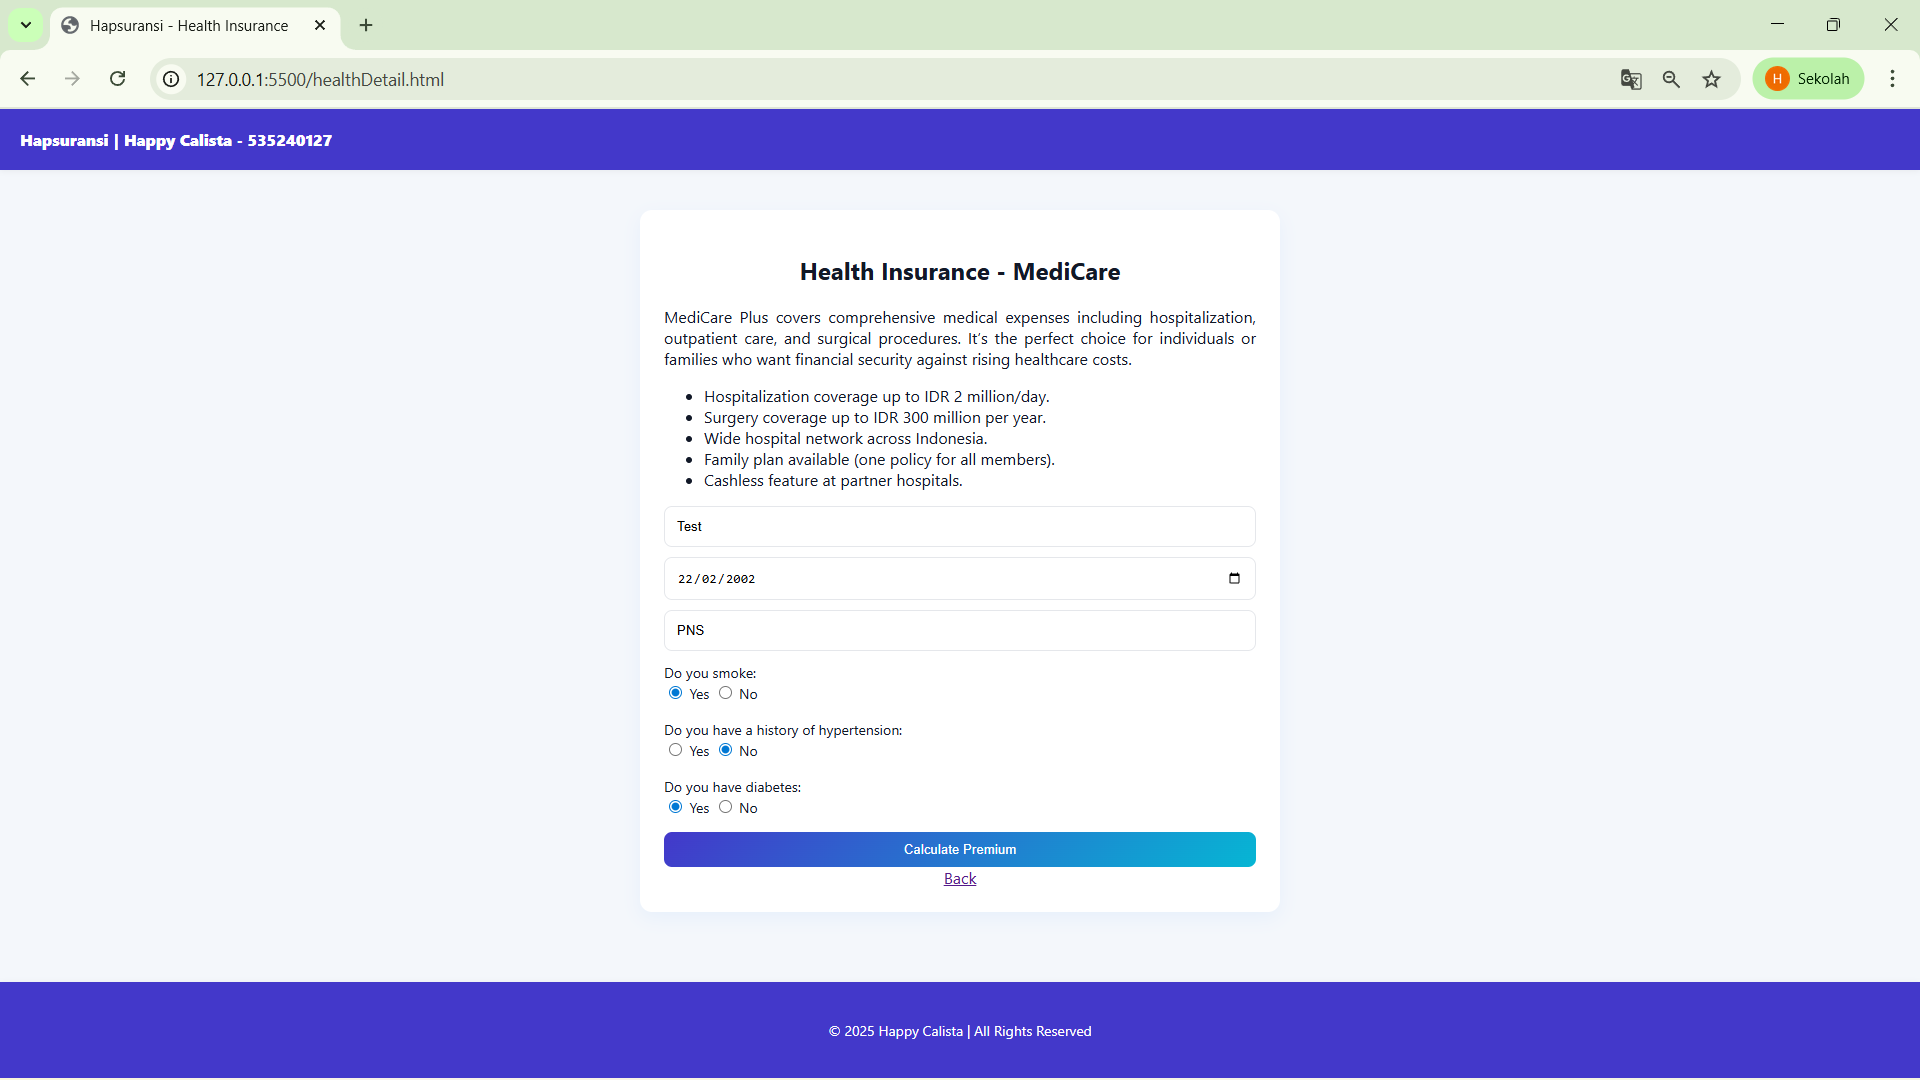 Hapsuransi - Health Insurance
127.0.0.1:5500/healthDetail.html
H Sekolah
Hapsuransi | Happy Calista - 535240127
Health Insurance - MediCare
MediCare Plus covers comprehensive medical expenses including hospitalization,
outpatient care, and surgical procedures. It’s the perfect choice for individuals or
families who want financial security against rising healthcare costs.
• Hospitalization coverage up to IDR 2 million/day.
• Surgery coverage up to IDR 300 million per year.
• Wide hospital network across Indonesia.
• Family plan available (one policy for all members).
• Cashless feature at partner hospitals.
Test
22/02/2002
PNS
Do you smoke:
Yes No
Do you have a history of hypertension:
Yes No
Do you have diabetes:
Yes No
Calculate Premium
Back
© 2025 Happy Calista | All Rights Reserved